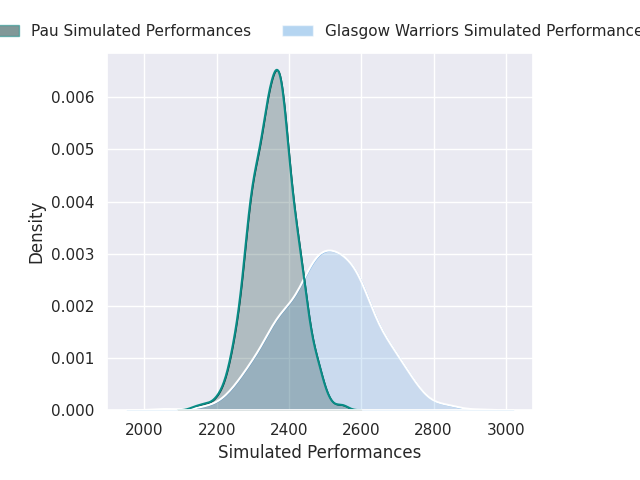 Pau Simulated Performances
Glasgow Warriors Simulated Performance
0.006
0.005
0.004
0.003
0.002
0.001
0.000
Density
2000 2200 2400 2600 2800 3000
Simulated Performances